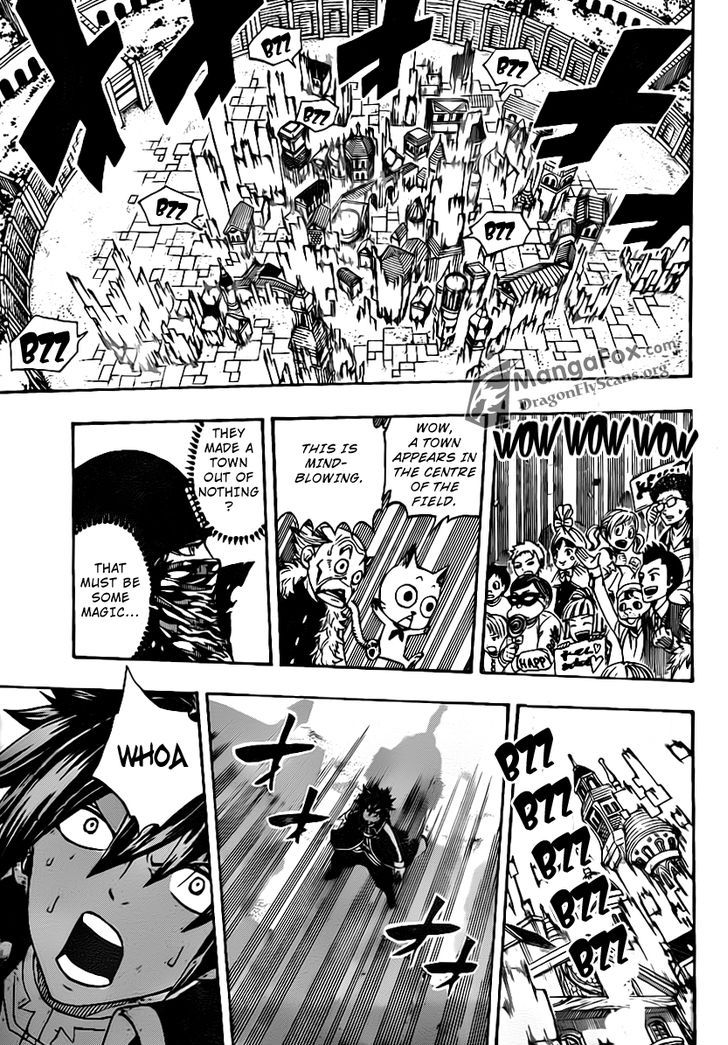 BZZ
BZZ
BZZ
BZZ
BZZ
BZZ
MangaFox.com
DragonFlyScans.org
WOW WOW WOW
HAPPY
WOW,
A TOWN
APPEARS
IN THE
CENTRE
OF THE
FIELD.
THIS IS
MIND-
BLOWING.
THEY
MADE A
TOWN
OUT OF
NOTHING
?
THAT
MUST BE
SOME
MAGIC...
BZZ
BZZ
BZZ
BZZ
BZZ
WHOA